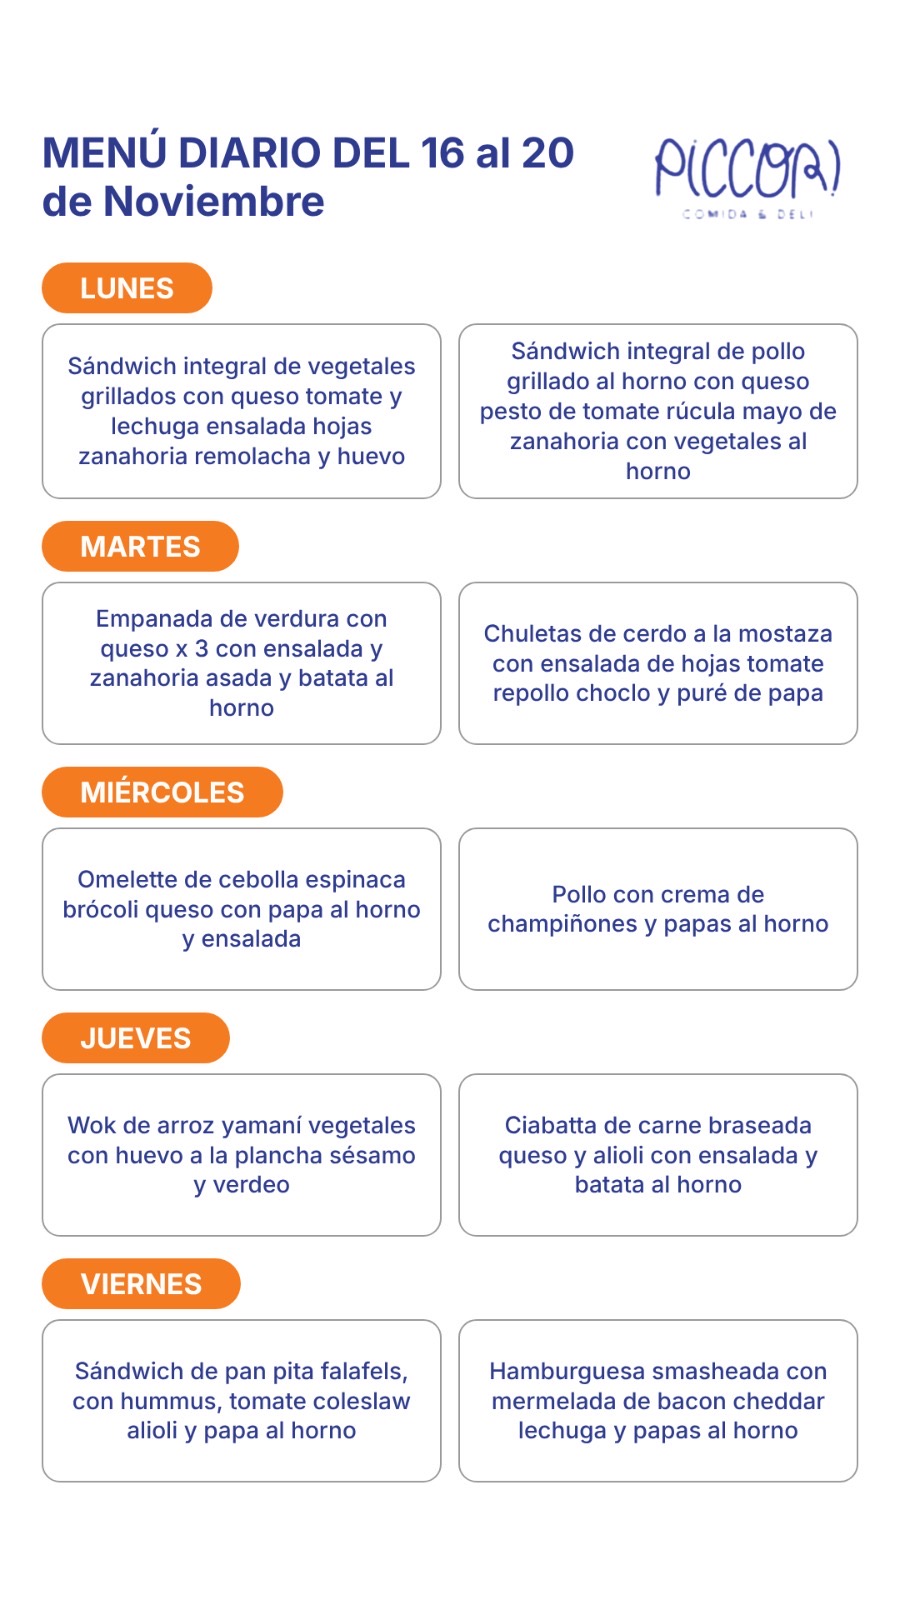 MENÚ DIARIO DEL 16 al 20
de Noviembre
PiCCORi
COMIDA & DELI
LUNES
Sándwich integral de vegetales
grillados con queso tomate y
lechuga ensalada hojas
zanahoria remolacha y huevo
Sándwich integral de pollo
grillado al horno con queso
pesto de tomate rúcula mayo de
zanahoria con vegetales al
horno
MARTES
Empanada de verdura con
queso x 3 con ensalada y
zanahoria asada y batata al
horno
Chuletas de cerdo a la mostaza
con ensalada de hojas tomate
repollo choclo y puré de papa
MIÉRCOLES
Omelette de cebolla espinaca
brócoli queso con papa al horno
y ensalada
Pollo con crema de
champiñones y papas al horno
JUEVES
Wok de arroz yamaní vegetales
con huevo a la plancha sésamo
y verdeo
Ciabatta de carne braseada
queso y alioli con ensalada y
batata al horno
VIERNES
Sándwich de pan pita falafels,
con hummus, tomate coleslaw
alioli y papa al horno
Hamburguesa smasheada con
mermelada de bacon cheddar
lechuga y papas al horno